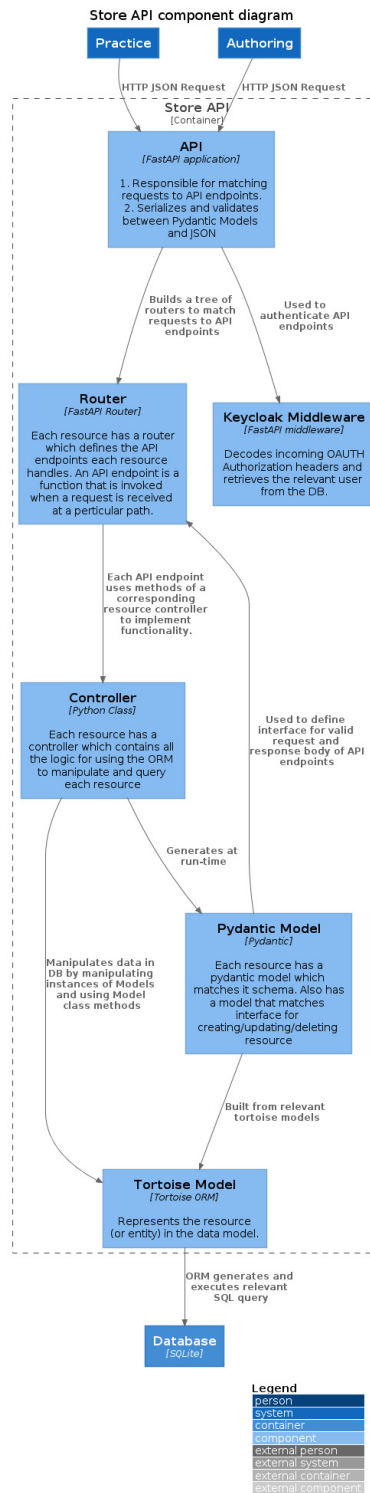 Store API component diagram
Practice
Authoring
HTTP JSON Request
HTTP JSON Request
Store API
[Container]
API
[FastAPI application]
1. Responsible for matching
requests to API endpoints.
2. Serializes and validates
between Pydantic Models
and JSON
Builds a tree of
routers to match
requests to API
endpoints
Used to
authenticate API
endpoints
Router
[FastAPI Router]
Each resource has a router
which defines the API
endpoints each resource
handles. An API endpoint is a
function that is invoked
when a request is received
at a perticular path.
Keycloak Middleware
[FastAPI middleware]
Decodes incoming OAUTH
Authorization headers and
retrieves the relevant user
from the DB.
Each API endpoint
uses methods of a
corresponding
resource controller
to implement
functionality.
Controller
[Python Class]
Each resource has a
controller which contains all
the logic for using the ORM
to manipulate and query
each resource
Used to define
interface for valid
request and
response body of API
endpoints
Generates at
run-time
Pydantic Model
[Pydantic]
Each resource has a
pydantic model which
matches it schema. Also has
a model that matches
interface for
creating/updating/deleting
resource
Manipulates data in
DB by manipulating
instances of Models
and using Model
class methods
Built from relevant
tortoise models
Tortoise Model
[Tortoise ORM]
Represents the resource
(or entity) in the data model.
ORM generates and
executes relevant
SQL query
Database
[SQLite]
Legend
person
system
container
component
external person
external system
external container
external component